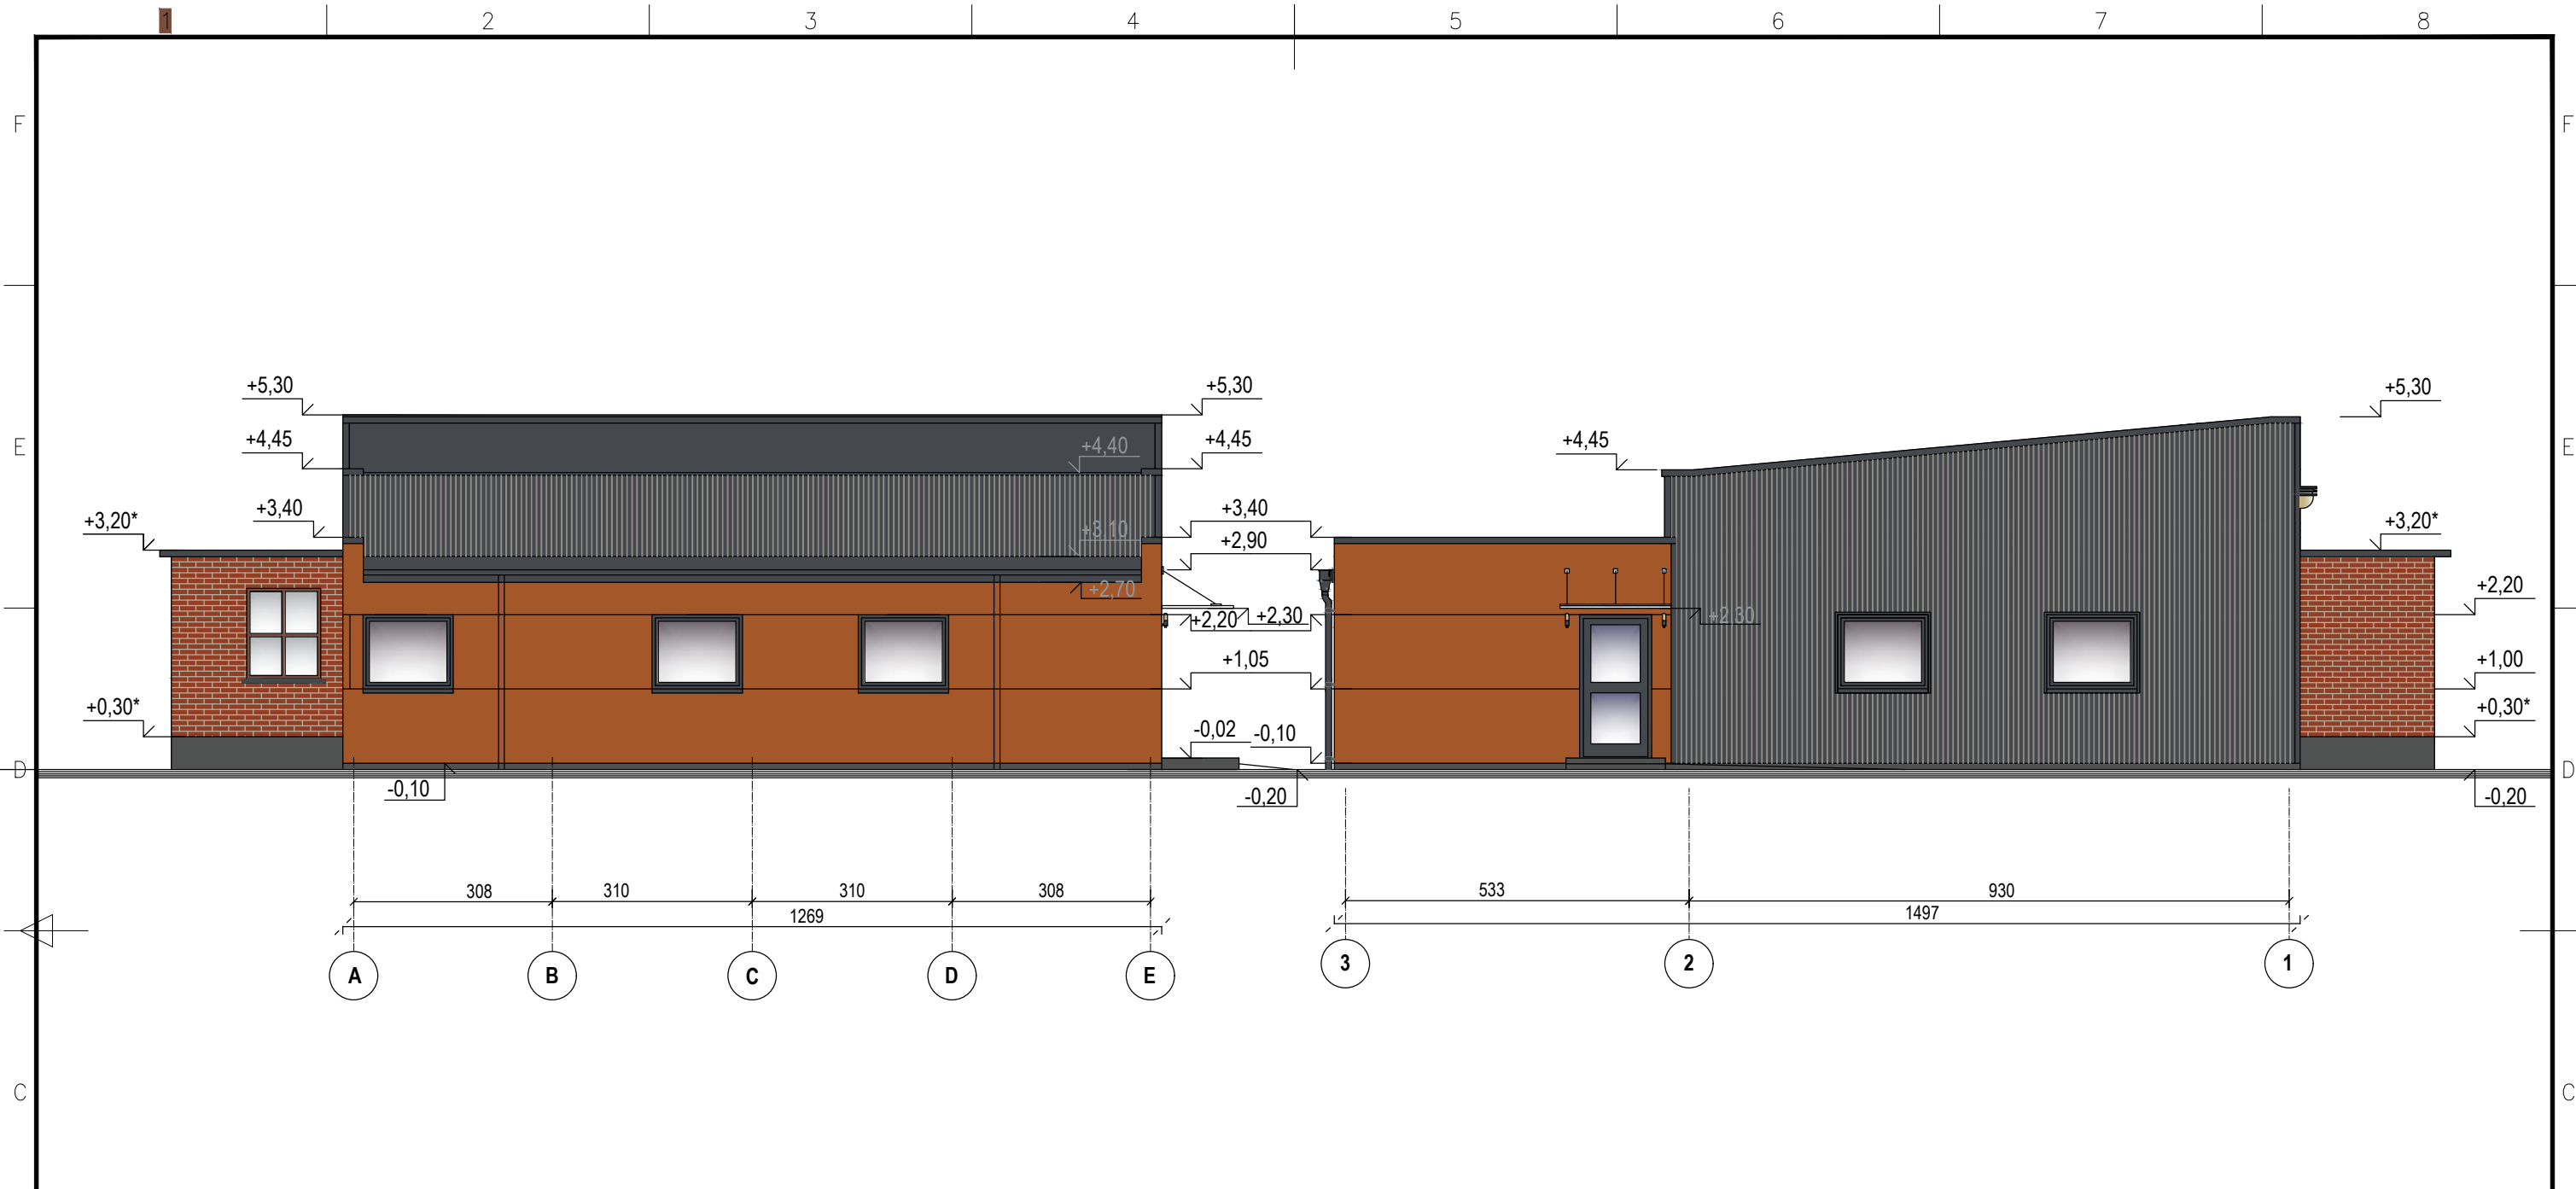 1 2 3 4 5 6 7 8
F F
+5,30 +5,30 +5,30
E +4,45 +4,40 +4,45 +4,45 E
+3,20* +3,40 +3,10 +3,40 +3,20*
+2,90
+2,70 +2,20 +2,30 +2,30 +2,20
+1,05 +1,00
+0,30* +0,30*
-0,02 -0,10
D D
-0,10 -0,20 -0,20
308 310 310 308 533 930
1269 1497
A B C D E 3 2 1
C C